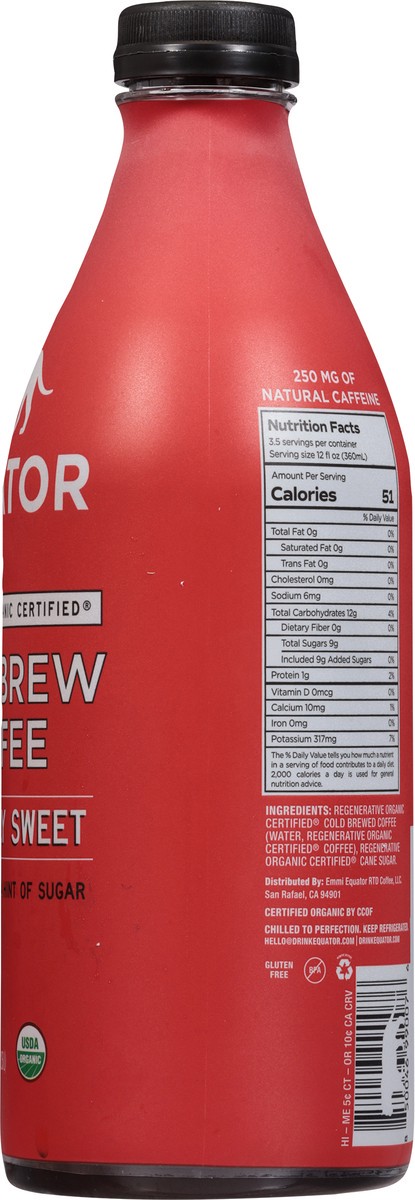 TOR
NIC CERTIFIED®
BREW
FEE
Y SWEET
HINT OF SUGAR
USDA
ORGANIC
250 MG OF
NATURAL CAFFEINE
Nutrition Facts
3.5 servings per container
Serving size 12 fl oz (360mL)
Amount Per Serving
Calories 51
% Daily Value
Total Fat 0g 0%
Saturated Fat 0g 0%
Trans Fat 0g 0%
Cholesterol 0mg 0%
Sodium 6mg 0%
Total Carbohydrates 12g 4%
Dietary Fiber 0g 0%
Total Sugars 9g
Included 9g Added Sugars 0%
Protein 1g 2%
Vitamin D 0mcg 0%
Calcium 10mg 1%
Iron 0mg 0%
Potassium 317mg 7%
The % Daily Value tells you how much a nutrient
in a serving of food contributes to a daily diet.
2,000 calories a day is used for general
nutrition advice.
INGREDIENTS: REGENERATIVE ORGANIC
CERTIFIED® COLD BREWED COFFEE
(WATER, REGENERATIVE ORGANIC
CERTIFIED® COFFEE), REGENERATIVE
ORGANIC CERTIFIED® CANE SUGAR.
Distributed By: Emmi Equator RTD Coffee, LLC.
San Rafael, CA 94901
CERTIFIED ORGANIC BY CCOF
CHILLED TO PERFECTION. KEEP REFRIGERATED.
HELLO@DRINKEQUATOR.COM | DRINKEQUATOR.COM
GLUTEN
FREE
BPA
HI – ME 5¢ CT – OR 10¢ CA CRV